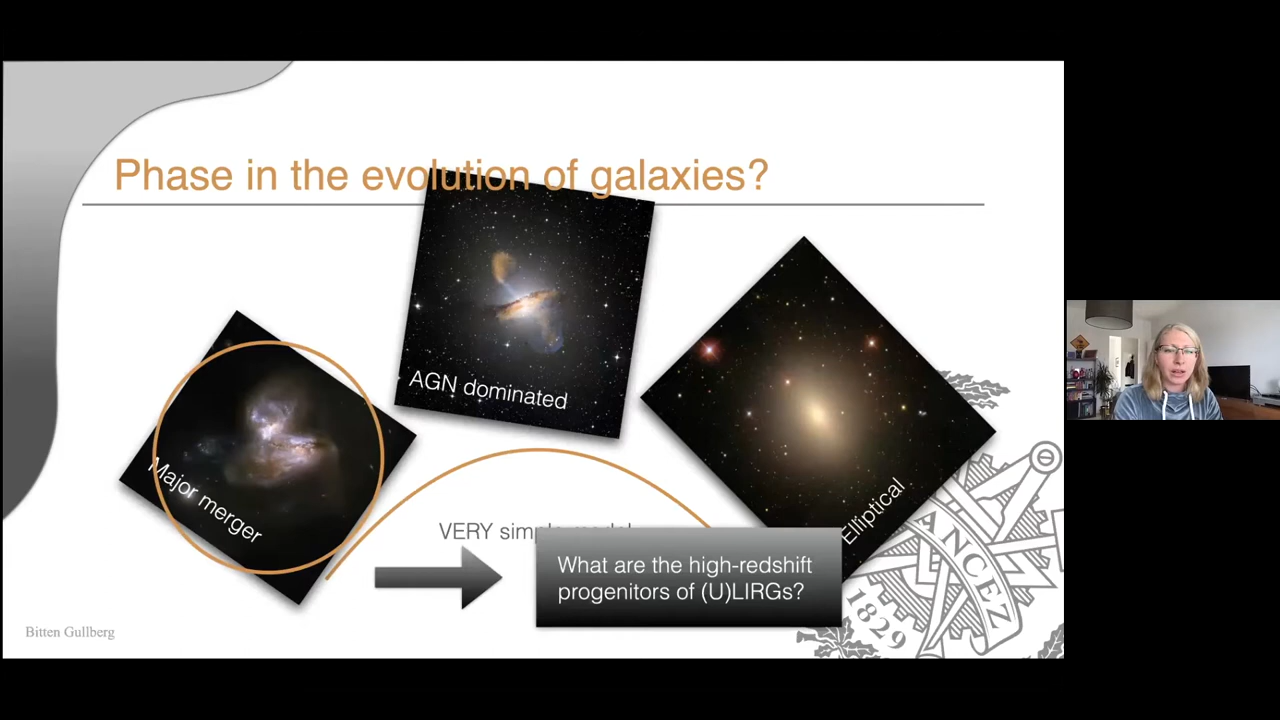 Phase in the evolution of galaxies?
AGN dominated
Major merger
Elliptical
VERY simple model
What are the high-redshift
progenitors of (U)LIRGs?
Bitten Gullberg
ANCEZ
1829